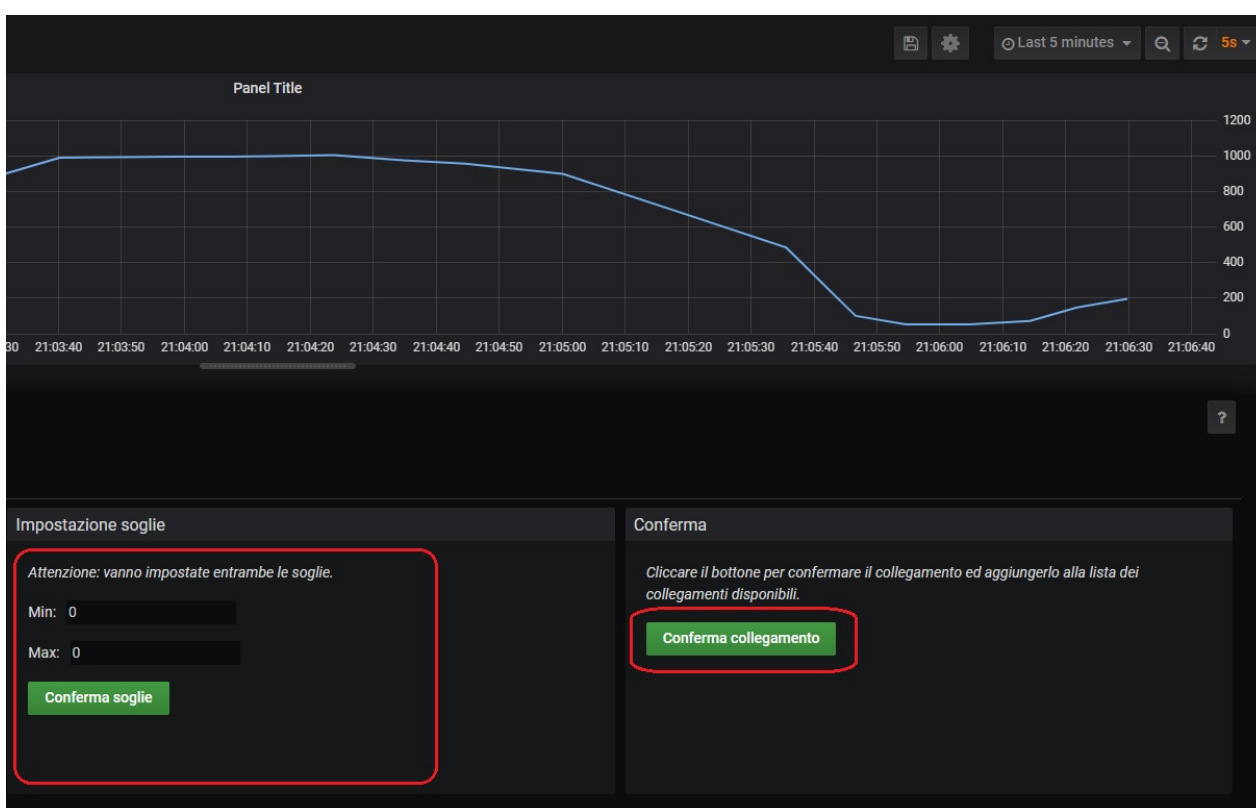 Last 5 minutes
5s
Panel Title
1200
1000
800
600
400
200
0
30 21:03:40 21:03:50 21:04:00 21:04:10 21:04:20 21:04:30 21:04:40 21:04:50 21:05:00 21:05:10 21:05:20 21:05:30 21:05:40 21:05:50 21:06:00 21:06:10 21:06:20 21:06:30 21:06:40
?
Impostazione soglie
Attenzione: vanno impostate entrambe le soglie.
Min: 0
Max: 0
Conferma soglie
Conferma
Cliccare il bottone per confermare il collegamento ed aggiungerlo alla lista dei
collegamenti disponibili.
Conferma collegamento